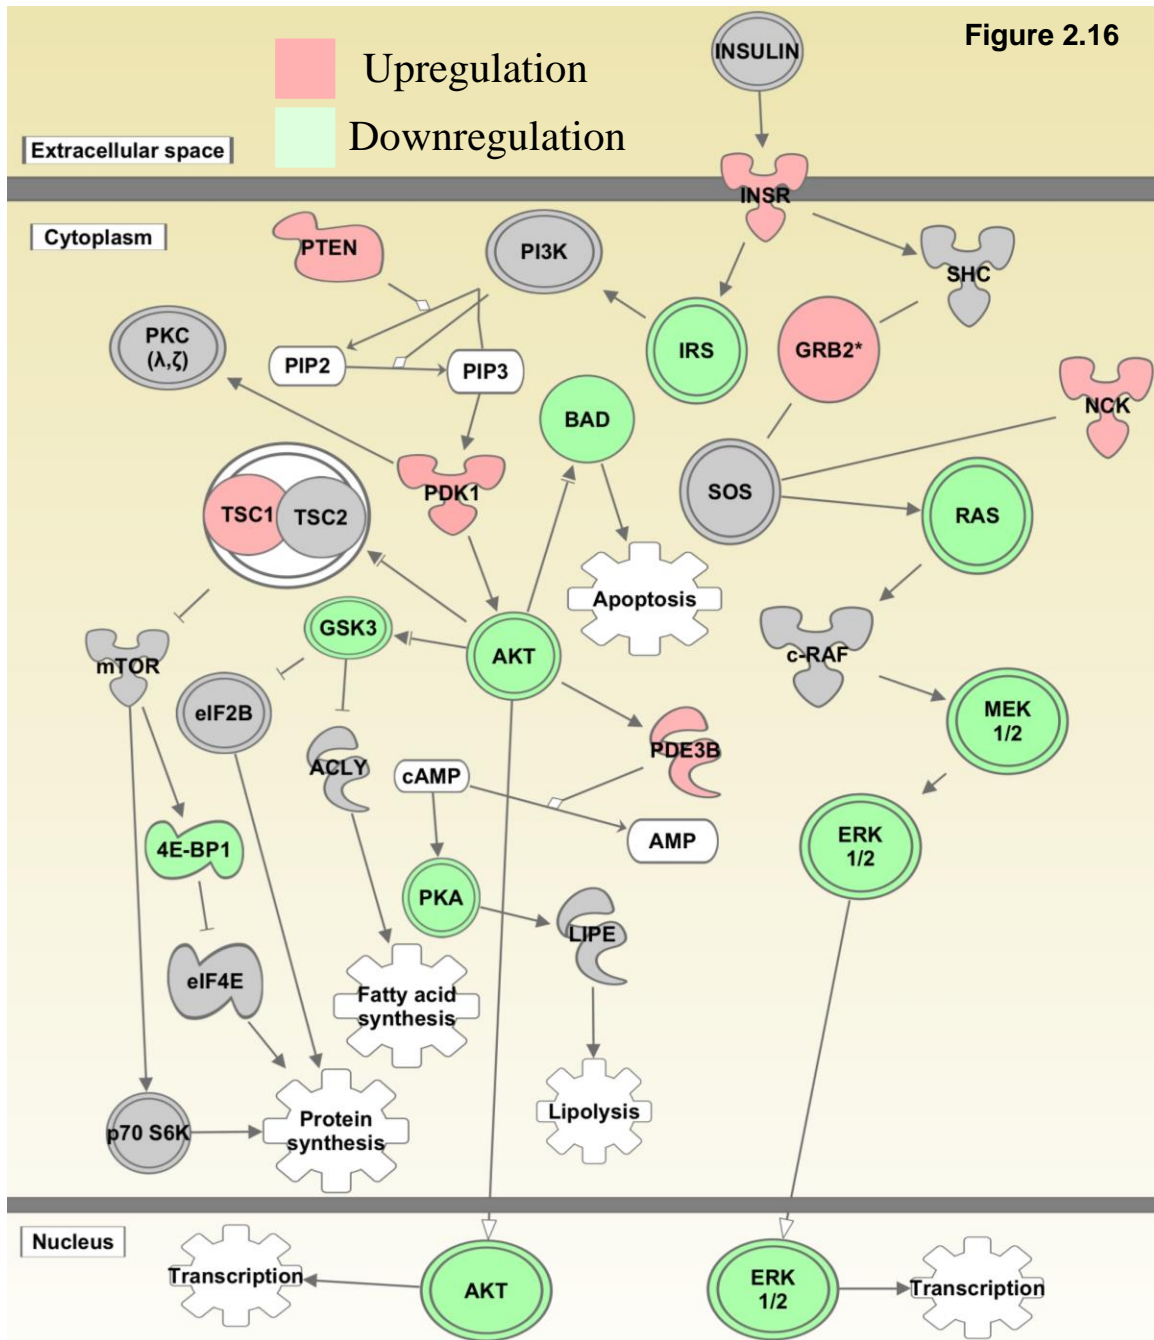 Figure 2.16
Upregulation
Downregulation
INSULIN
Extracellular space
INSR
Cytoplasm
PTEN
PI3K
SHC
PKC
(λ,ζ)
PIP2
PIP3
IRS
GRB2*
NCK
BAD
PDK1
TSC1
TSC2
SOS
RAS
Apoptosis
GSK3
AKT
mTOR
c-RAF
eIF2B
MEK
1/2
ACLY
PDE3B
cAMP
AMP
4E-BP1
ERK
1/2
PKA
LIPE
eIF4E
Fatty acid
synthesis
Lipolysis
p70 S6K
Protein
synthesis
Nucleus
Transcription
AKT
ERK
1/2
Transcription